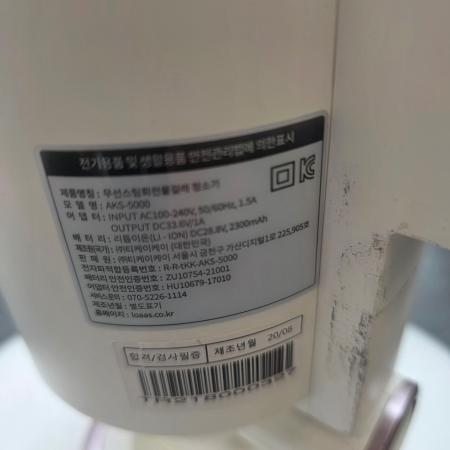 전기용품 및 생활용품 안전관리법에 의한표시
제품명칭 : 무선스팀회전물걸레 청소기
모 델 명 : AKS-5000
어 댑 터 : INPUT AC100-240V, 50/60Hz, 1.5A
OUTPUT DC33.6V/1A
배 터 리 : 리튬이온(Li - ION) DC28.8V, 2300mAh
제조원(국가) : (주)티케이케이 (대한민국)
판 매 원 : (주)티케이케이 서울시 금천구 가산디지털1로 225,905호
전자파적합등록번호 : R-R-tKK-AKS-5000
배터리 안전인증번호 : ZU10754-21001
어댑터 안전인증번호 : HU10679-17010
서비스문의 : 070-5226-1114
제조년월 : 별도표기
홈페이지 : loaas.co.kr
합격/검사필증 제조년월 20/08